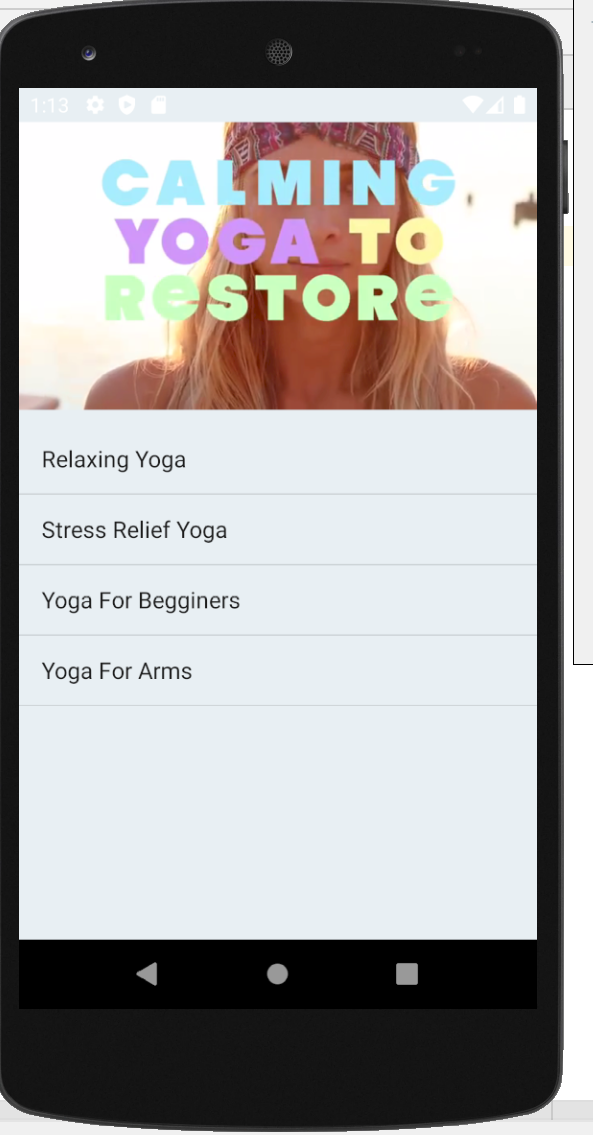 1:13
CALMING
YOGA TO
ReSTORe
Relaxing Yoga
Stress Relief Yoga
Yoga For Begginers
Yoga For Arms